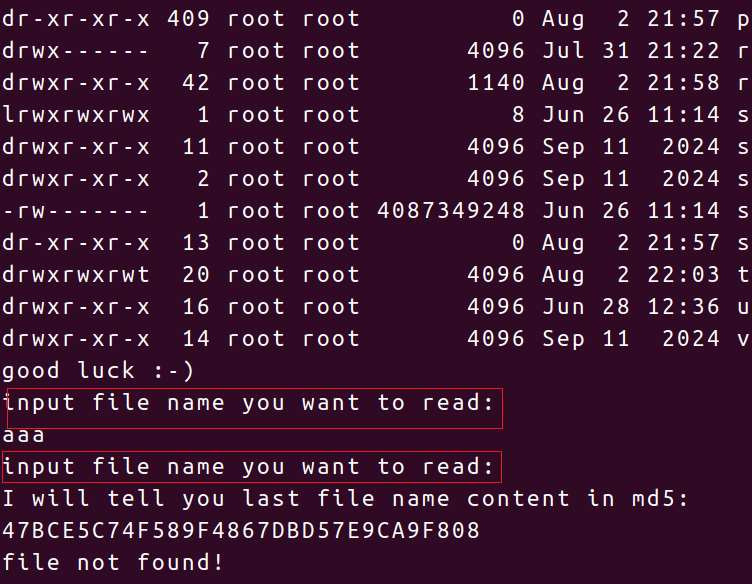 dr-xr-xr-x 409 root root 0 Aug 2 21:57 p
drwx------ 7 root root 4096 Jul 31 21:22 r
drwxr-xr-x 42 root root 1140 Aug 2 21:58 r
lrwxrwxrwx 1 root root 8 Jun 26 11:14 s
drwxr-xr-x 11 root root 4096 Sep 11 2024 s
drwxr-xr-x 2 root root 4096 Sep 11 2024 s
-rw------- 1 root root 4087349248 Jun 26 11:14 s
dr-xr-xr-x 13 root root 0 Aug 2 21:57 s
drwxrwxrwt 20 root root 4096 Aug 2 22:03 t
drwxr-xr-x 16 root root 4096 Jun 28 12:36 u
drwxr-xr-x 14 root root 4096 Sep 11 2024 v
good luck :-)
input file name you want to read:
aaa
input file name you want to read:
I will tell you last file name content in md5:
47BCE5C74F589F4867DBD57E9CA9F808
file not found!